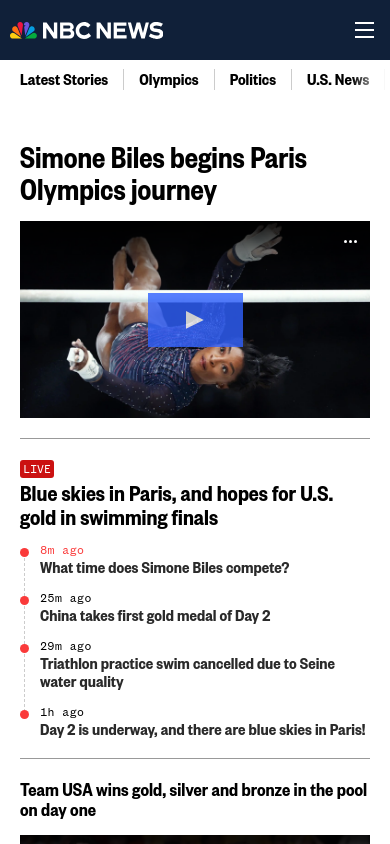 NBC NEWS
Latest Stories
Olympics
Politics
U.S. News
Simone Biles begins Paris
Olympics journey
LIVE
Blue skies in Paris, and hopes for U.S.
gold in swimming finals
8m ago
What time does Simone Biles compete?
25m ago
China takes first gold medal of Day 2
29m ago
Triathlon practice swim cancelled due to Seine
water quality
1h ago
Day 2 is underway, and there are blue skies in Paris!
Team USA wins gold, silver and bronze in the pool
on day one